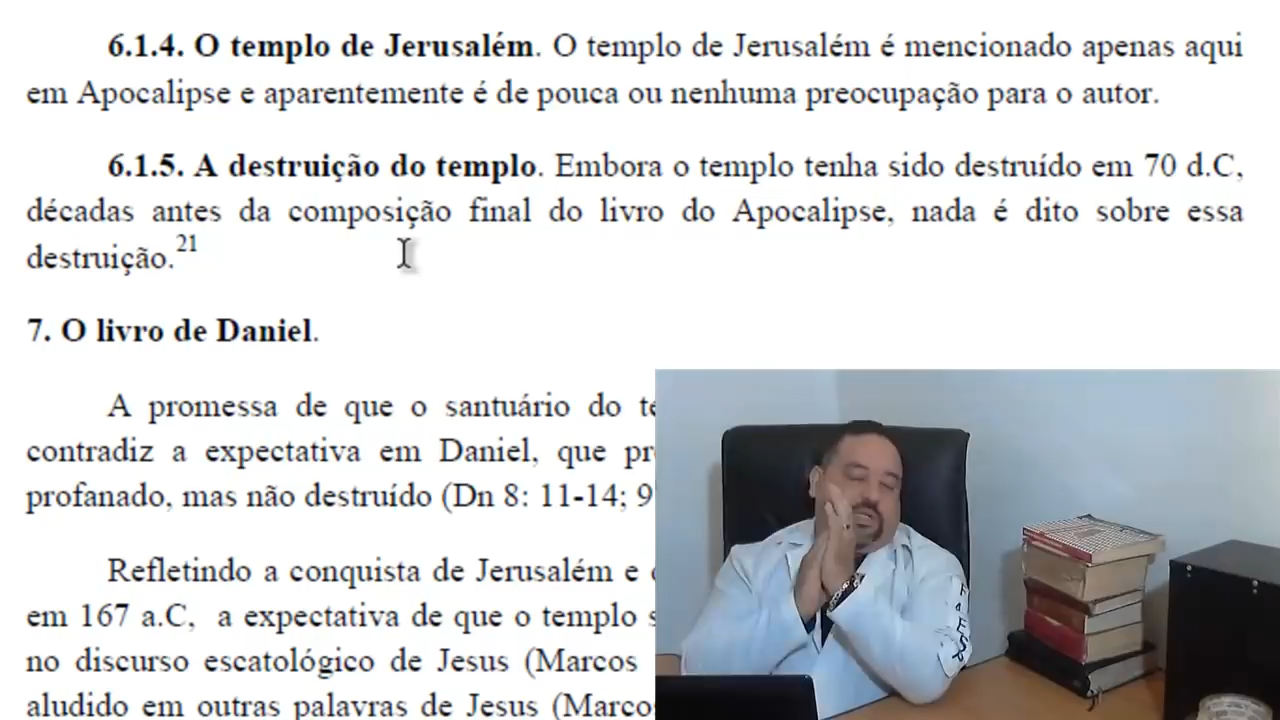 6.1.4. O templo de Jerusalém. O templo de Jerusalém é mencionado apenas aqui
em Apocalipse e aparentemente é de pouca ou nenhuma preocupação para o autor.
6.1.5. A destruição do templo. Embora o templo tenha sido destruído em 70 d.C,
décadas antes da composição final do livro do Apocalipse, nada é dito sobre essa
destruição.21
7. O livro de Daniel.
A promessa de que o santuário do te
contradiz a expectativa em Daniel, que pr
profanado, mas não destruído (Dn 8: 11-14; 9
Refletindo a conquista de Jerusalém e
em 167 a.C, a expectativa de que o templo s
no discurso escatológico de Jesus (Marcos
aludido em outras palavras de Jesus (Marco